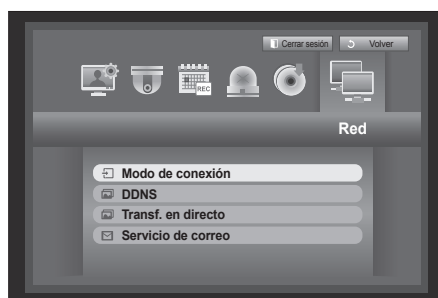 Cerrar sesión Volver
REC
Red
Modo de conexión
DDNS
Transf. en directo
Servicio de correo